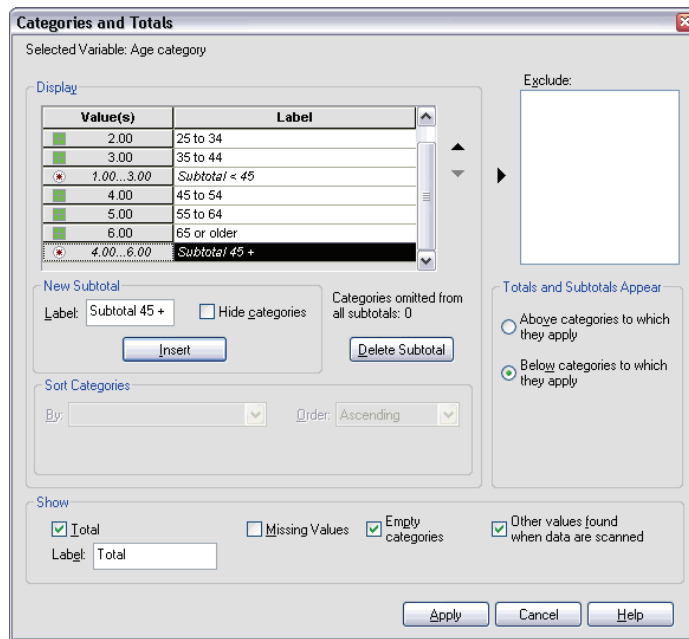 Categories and Totals
Selected Variable: Age category
Display
Value(s) Label
2.00 25 to 34
3.00 35 to 44
1.00...3.00 Subtotal < 45
4.00 45 to 54
5.00 55 to 64
6.00 65 or older
4.00...6.00 Subtotal 45 +
Exclude:
New Subtotal
Label: Subtotal 45 + Hide categories
Insert
Categories omitted from
all subtotals: 0
Delete Subtotal
Totals and Subtotals Appear
Above categories to which
they apply
Below categories to which
they apply
Sort Categories
By: Order: Ascending
Show
Total Missing Values Empty
categories Other values found
when data are scanned
Label: Total
Apply Cancel Help